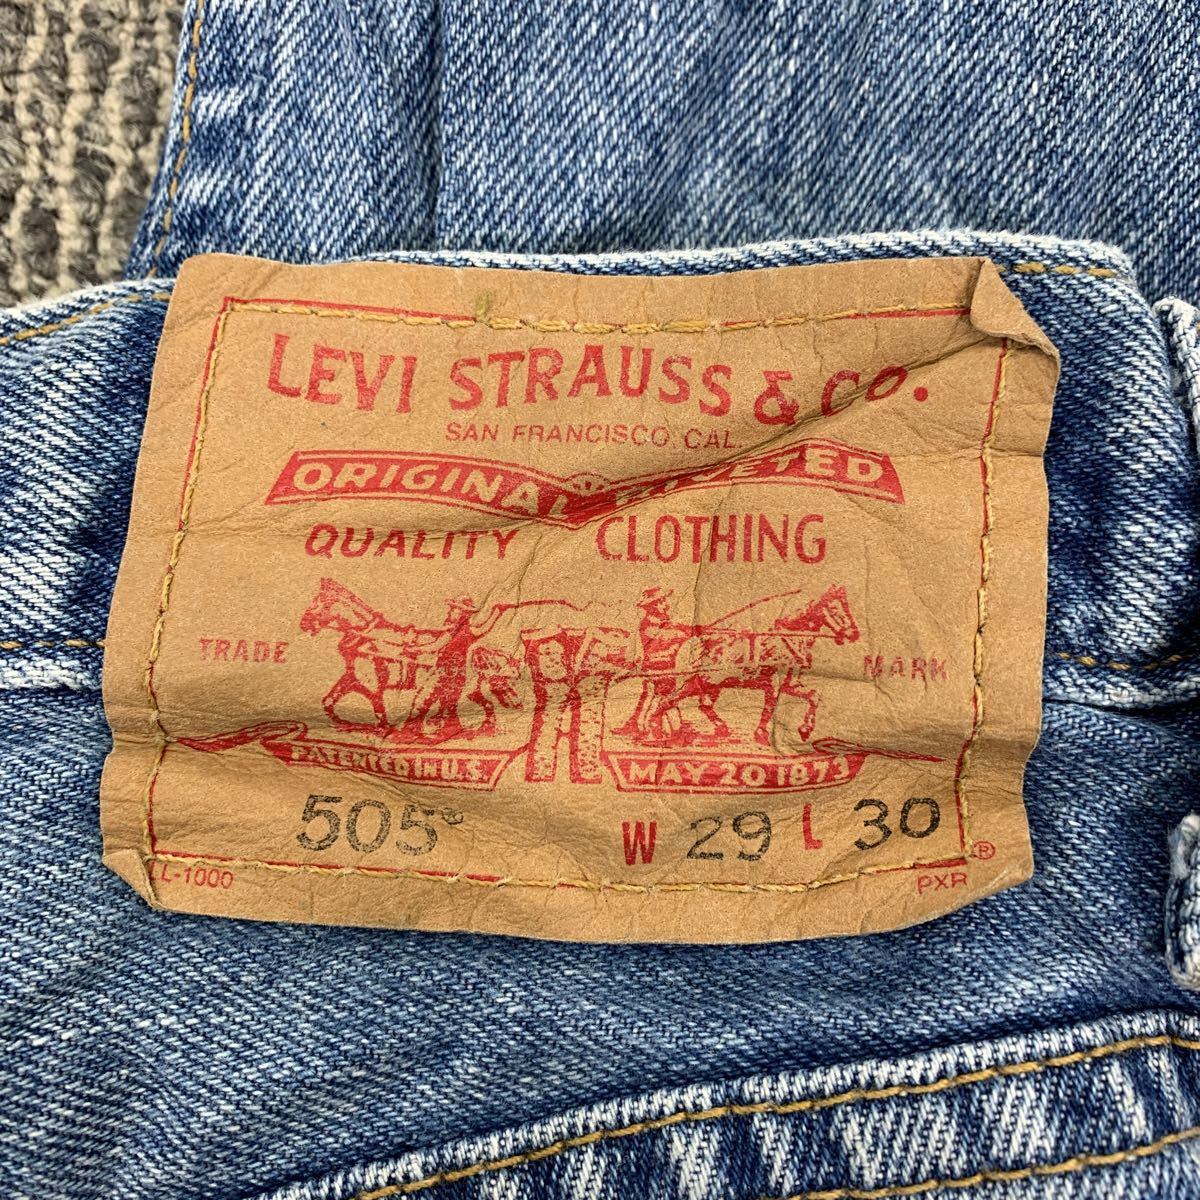 LEVI STRAUSS & CO.
SAN FRANCISCO. CAL.
ORIGINAL RIVETED
QUALITY CLOTHING
TRADE MARK
PATENTED IN U.S. MAY 20 1873
505® W 29 L 30
LL-1000 PXR ®